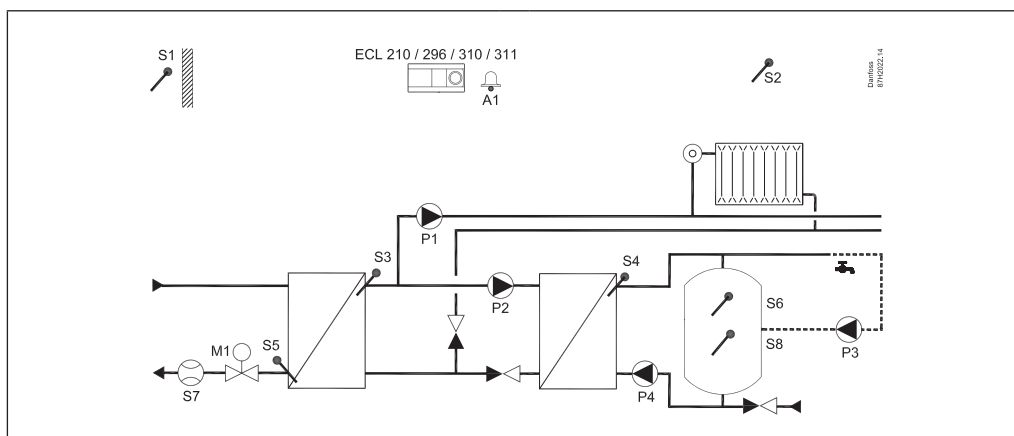 S1
ECL 210 / 296 / 310 / 311
A1
S2
Danfoss
87H2022.14
P1
S3
S4
P2
S6
S8
P3
M1
S5
S7
P4